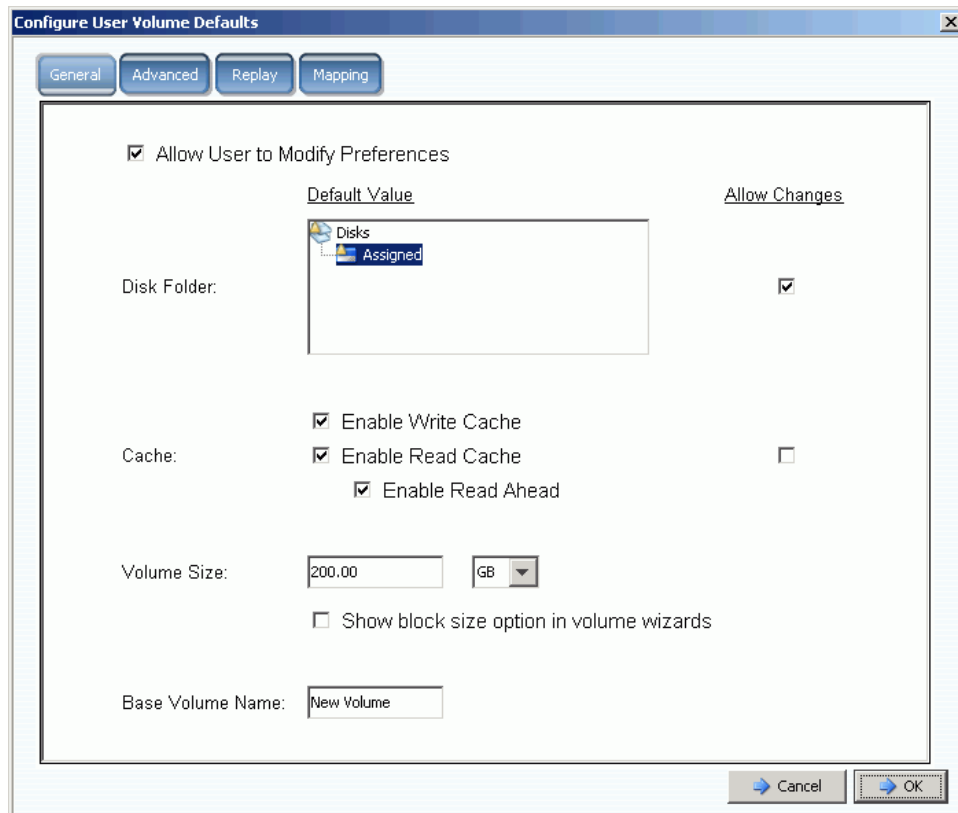 Configure User Volume Defaults
General Advanced Replay Mapping
Allow User to Modify Preferences
Default Value Allow Changes
Disks
Assigned
Disk Folder:
Enable Write Cache
Cache: Enable Read Cache
Enable Read Ahead
Volume Size: 200.00 GB
Show block size option in volume wizards
Base Volume Name: New Volume
Cancel OK